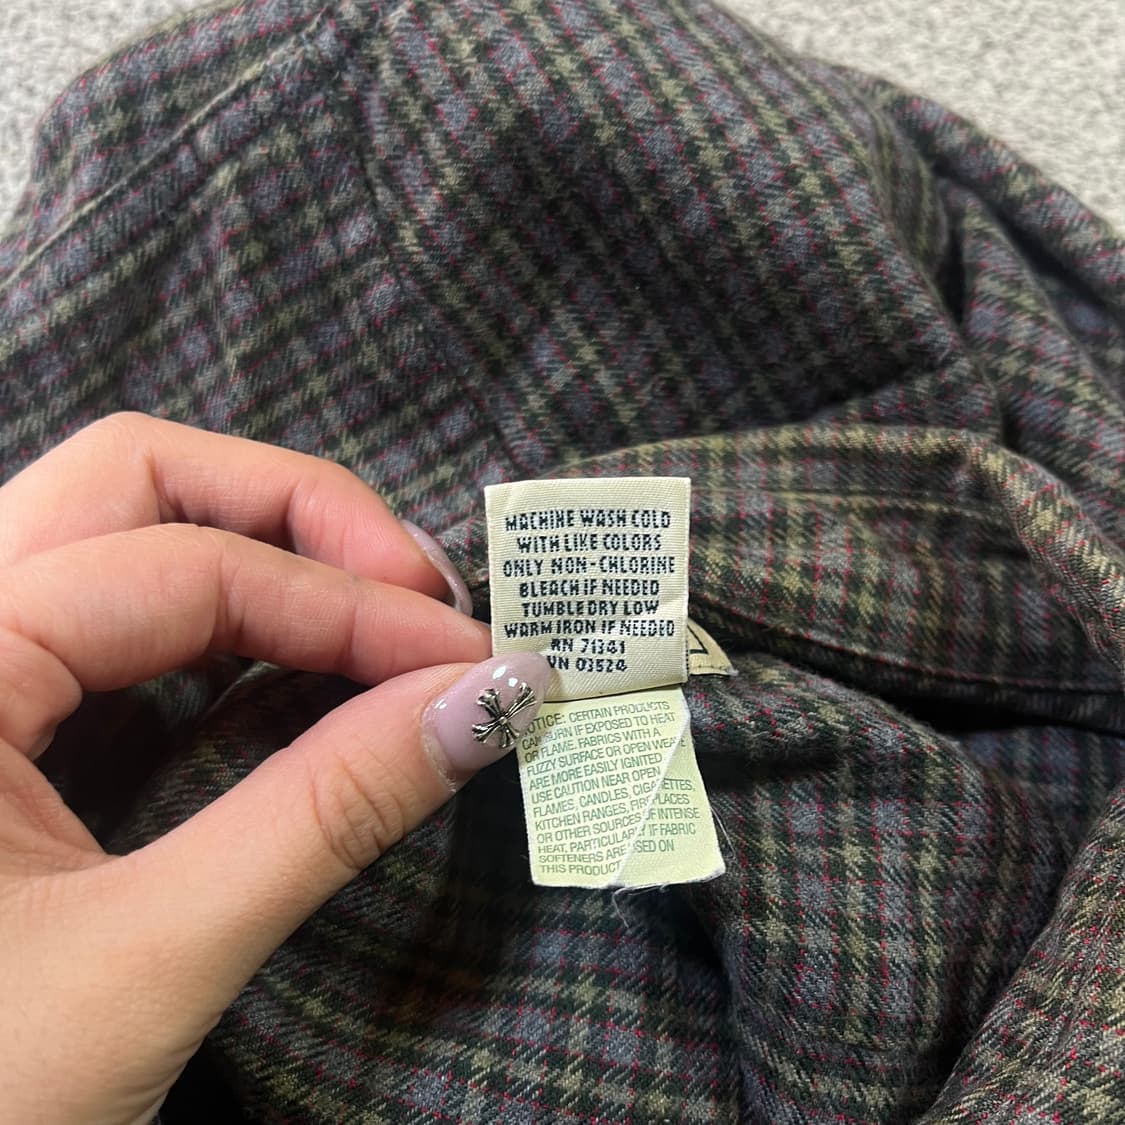 MACHINE WASH COLD
WITH LIKE COLORS
ONLY NON-CHLORINE
BLEACH IF NEEDED
TUMBLE DRY LOW
WARM IRON IF NEEDED
RN 71341
VN 03524
OTICE: CERTAIN PRODUCTS
CAN BURN IF EXPOSED TO HEAT
OR FLAME. FABRICS WITH A
FUZZY SURFACE OR OPEN WEAVE
ARE MORE EASILY IGNITED
USE CAUTION NEAR OPEN
FLAMES, CANDLES, CIGARETTES,
KITCHEN RANGES, FIREPLACES
OR OTHER SOURCES OF INTENSE
HEAT, PARTICULARLY IF FABRIC
SOFTENERS ARE USED ON
THIS PRODUCT